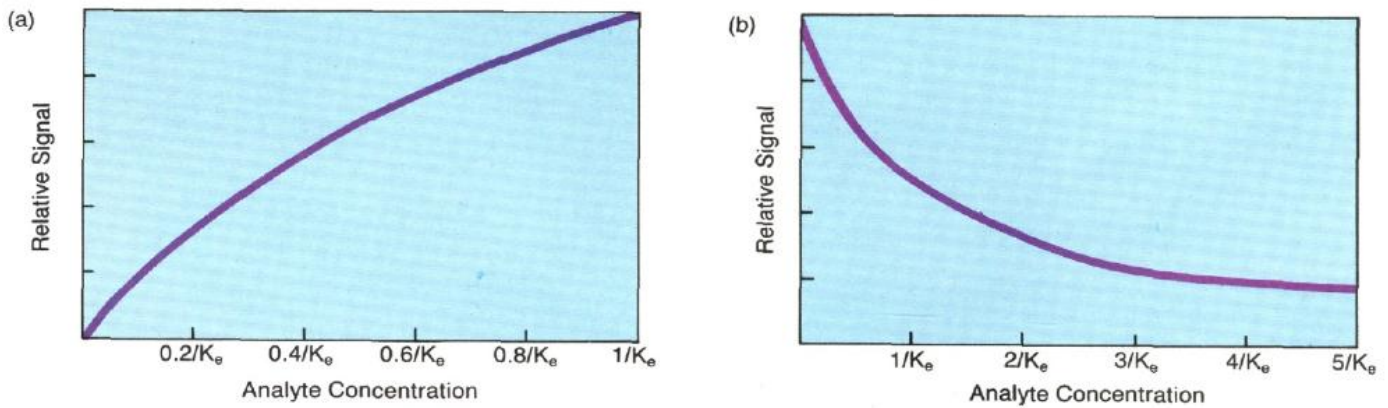 (a)
Relative Signal
0.2/Kₑ 0.4/Kₑ 0.6/Kₑ 0.8/Kₑ 1/Kₑ
Analyte Concentration
(b)
Relative Signal
1/Kₑ 2/Kₑ 3/Kₑ 4/Kₑ 5/Kₑ
Analyte Concentration